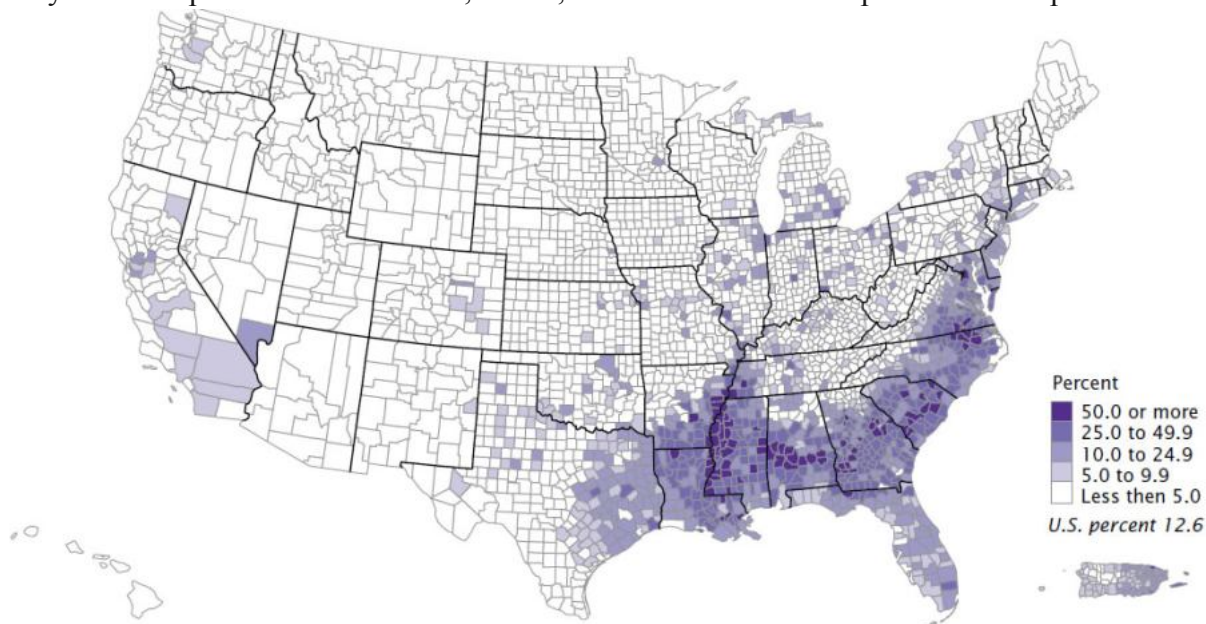 Percent
50.0 or more
25.0 to 49.9
10.0 to 24.9
5.0 to 9.9
Less then 5.0
U.S. percent 12.6